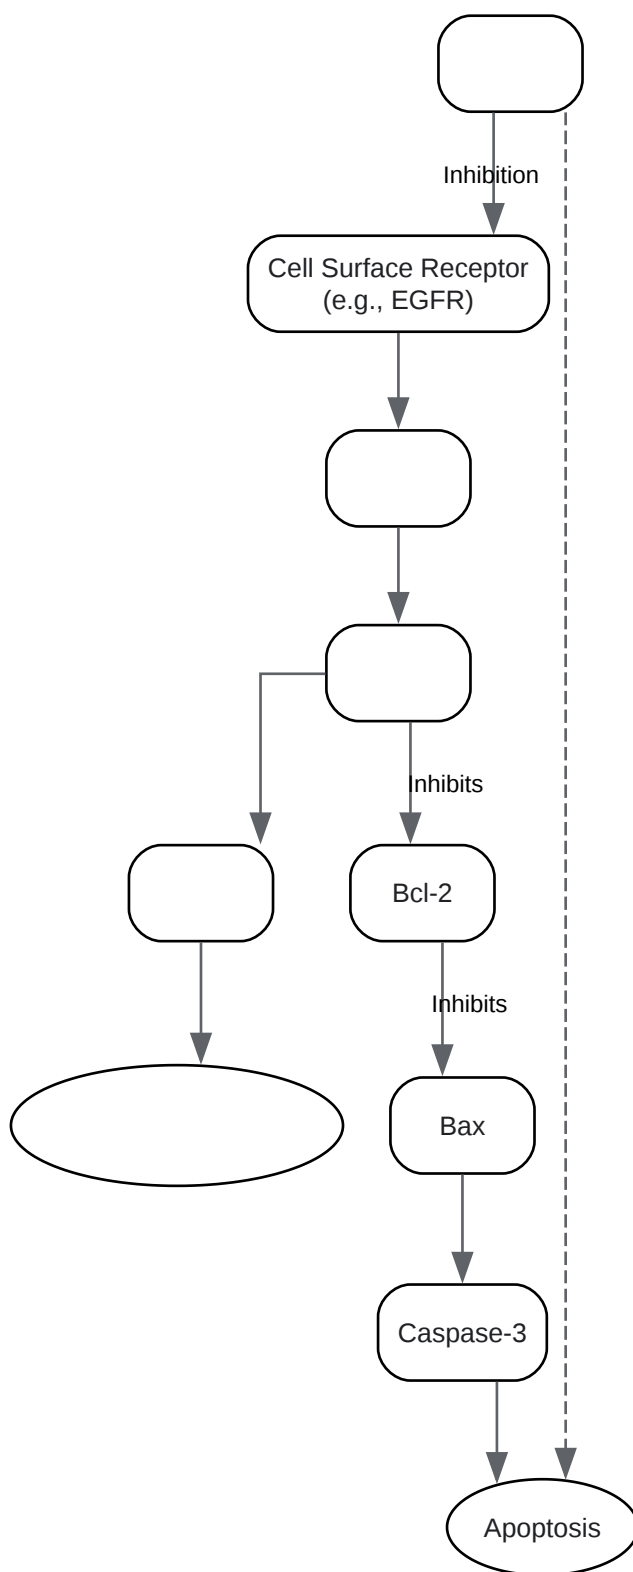 Inhibition
Cell Surface Receptor
(e.g., EGFR)
Inhibits
Bcl-2
Inhibits
Bax
Caspase-3
Apoptosis